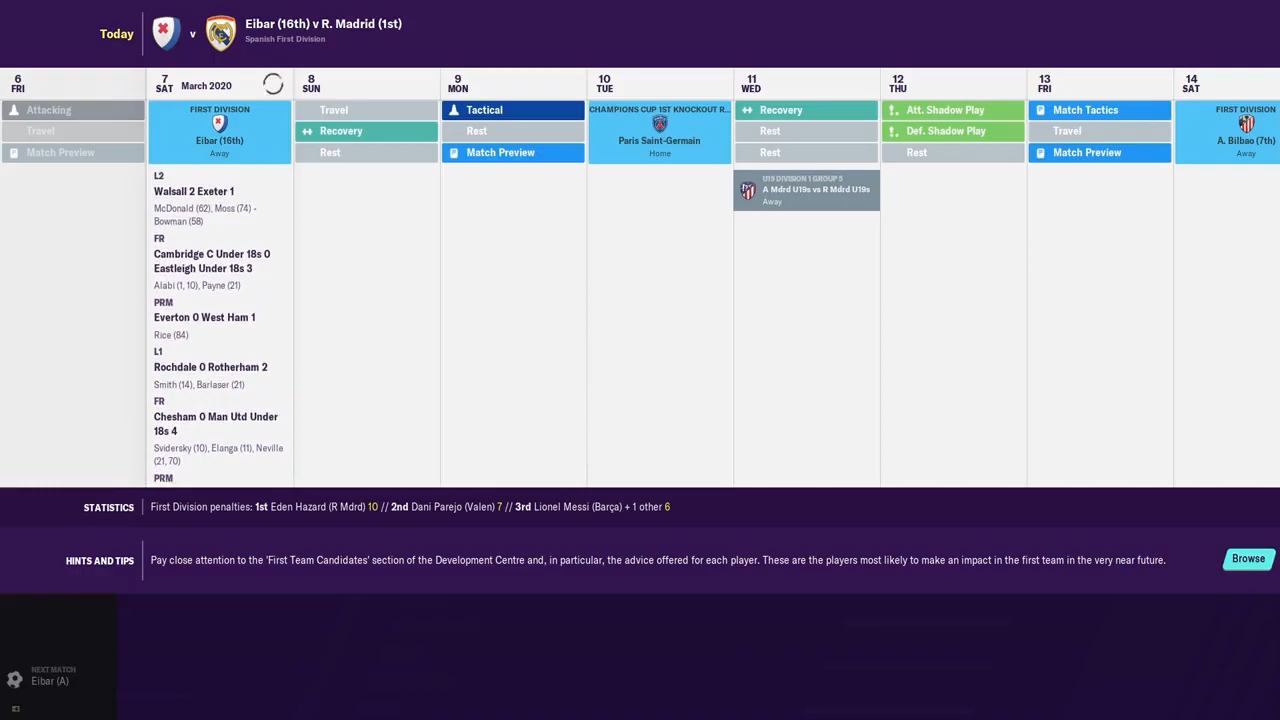 Today
v
Eibar (16th) v R. Madrid (1st)
Spanish First Division
6
FRI
7
SAT
March 2020
8
SUN
9
MON
10
TUE
11
WED
12
THU
13
FRI
14
SAT
Attacking
Travel
Match Preview
FIRST DIVISION
Eibar (16th)
Away
Travel
Recovery
Rest
Tactical
Rest
Match Preview
CHAMPIONS CUP 1ST KNOCKOUT R...
Paris Saint-Germain
Home
Recovery
Rest
Rest
U19 DIVISION 1 GROUP 5
A Mdrd U19s vs R Mdrd U19s
Away
Att. Shadow Play
Def. Shadow Play
Rest
Match Tactics
Travel
Match Preview
FIRST DIVISION
A. Bilbao (7th)
Away
L2
Walsall 2 Exeter 1
McDonald (62), Moss (74) -
Bowman (58)
FR
Cambridge C Under 18s 0
Eastleigh Under 18s 3
Alabi (1, 10), Payne (21)
PRM
Everton 0 West Ham 1
Rice (84)
L1
Rochdale 0 Rotherham 2
Smith (14), Barlaser (21)
FR
Chesham 0 Man Utd Under
18s 4
Svidersky (10), Elanga (11), Neville
(21, 70)
PRM
STATISTICS
First Division penalties: 1st Eden Hazard (R Mdrd) 10 // 2nd Dani Parejo (Valen) 7 // 3rd Lionel Messi (Barça) + 1 other 6
HINTS AND TIPS
Pay close attention to the 'First Team Candidates' section of the Development Centre and, in particular, the advice offered for each player. These are the players most likely to make an impact in the first team in the very near future.
Browse
NEXT MATCH
Eibar (A)